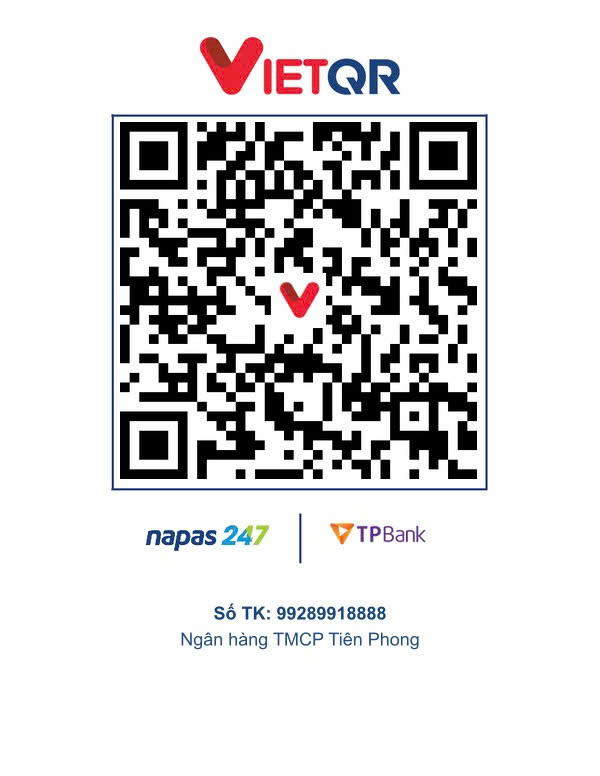 VIETQR
napas 247
TPBank
Số TK: 99289918888
Ngân hàng TMCP Tiên Phong